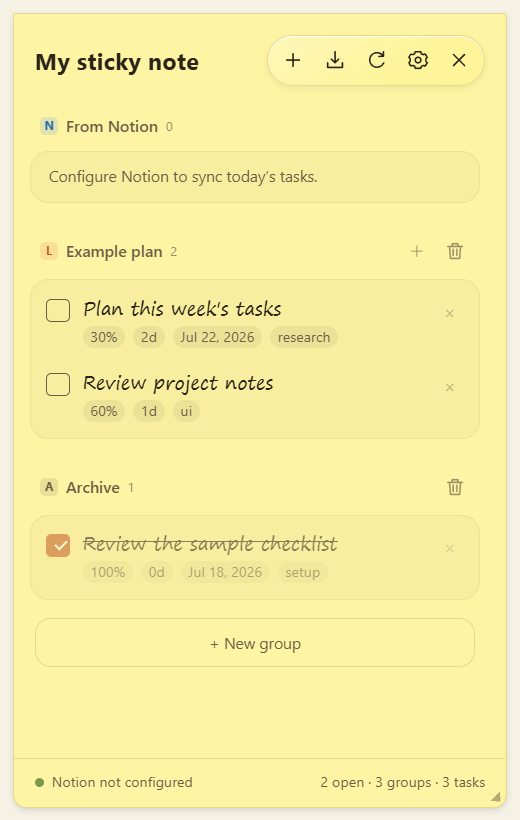 My sticky note
N From Notion 0
Configure Notion to sync today's tasks.
L Example plan 2
Plan this week's tasks
30% 2d Jul 22, 2026 research
Review project notes
60% 1d ui
A Archive 1
Review the sample checklist
100% 0d Jul 18, 2026 setup
+ New group
Notion not configured 2 open · 3 groups · 3 tasks